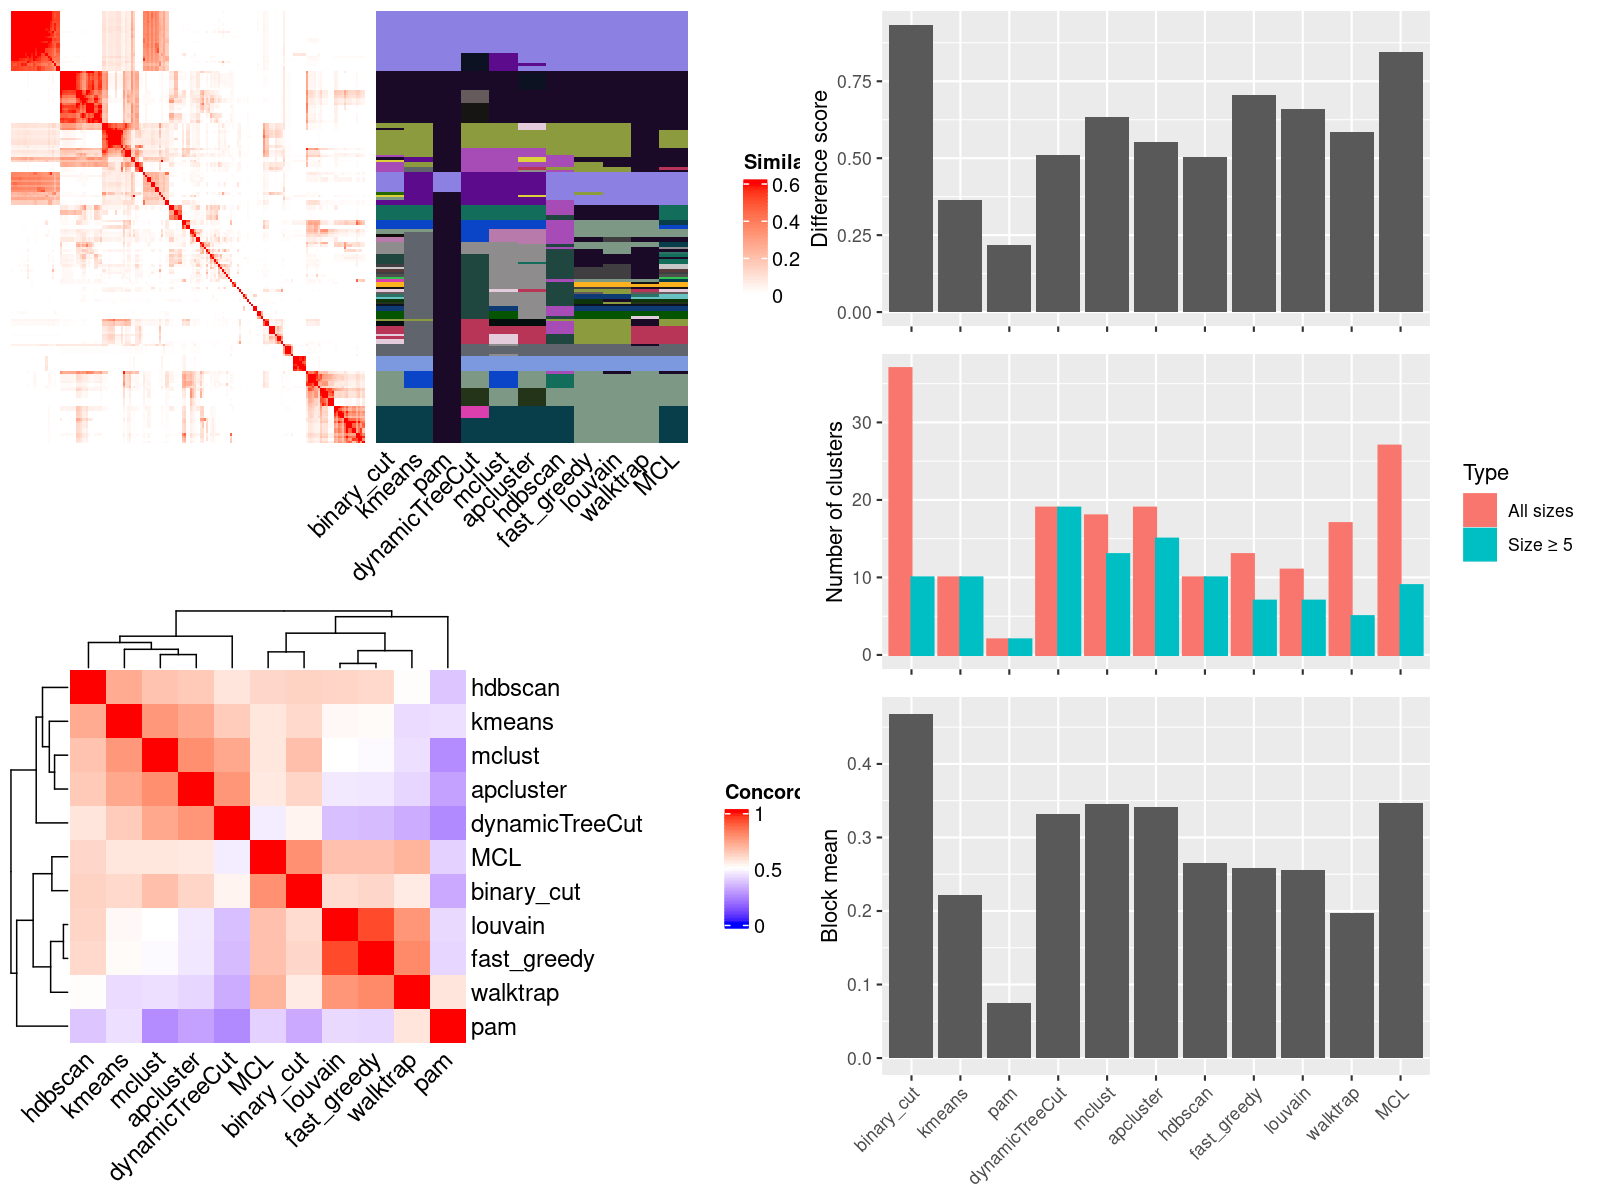 Simila
0.6
0.4
0.2
0
binary_cut
kmeans
pam
dynamicTreeCut
mclust
apcluster
hdbscan
fast_greedy
louvain
walktrap
MCL
hdbscan
kmeans
mclust
apcluster
dynamicTreeCut
MCL
binary_cut
louvain
fast_greedy
walktrap
pam
hdbscan
kmeans
mclust
apcluster
dynamicTreeCut
MCL
binary_cut
louvain
fast_greedy
walktrap
pam
Concord
1
0.5
0
Difference score
0.75
0.50
0.25
0.00
Number of clusters
30
20
10
0
Type
All sizes
Size ≥ 5
Block mean
0.4
0.3
0.2
0.1
0.0
binary_cut
kmeans
pam
dynamicTreeCut
mclust
apcluster
hdbscan
fast_greedy
louvain
walktrap
MCL